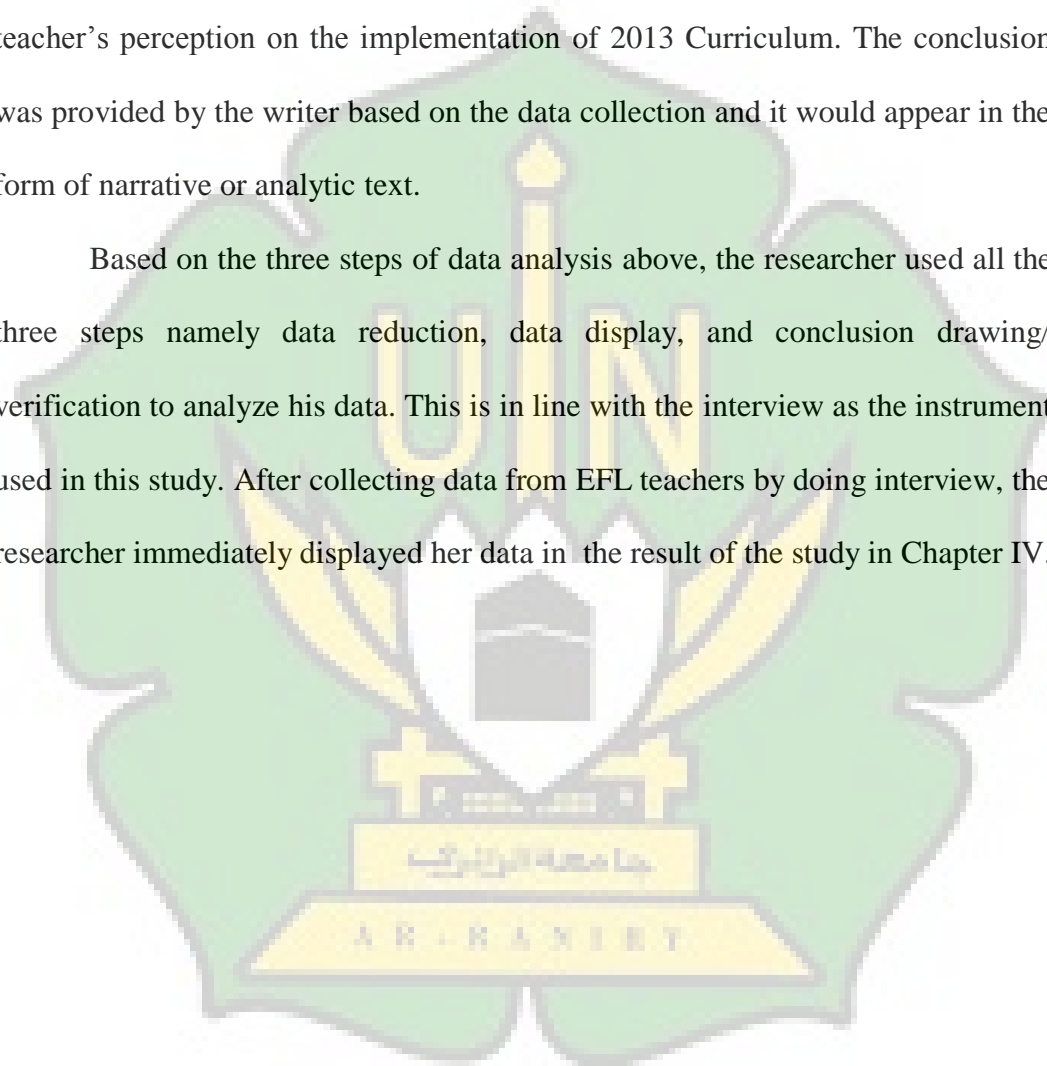 teacher’s perception on the implementation of 2013 Curriculum. The conclusion
was provided by the writer based on the data collection and it would appear in the
form of narrative or analytic text.
Based on the three steps of data analysis above, the researcher used all the
three steps namely data reduction, data display, and conclusion drawing/
verification to analyze his data. This is in line with the interview as the instrument
used in this study. After collecting data from EFL teachers by doing interview, the
researcher immediately displayed her data in the result of the study in Chapter IV.
UIN
جامعة الرانيري
AR-RANIRY